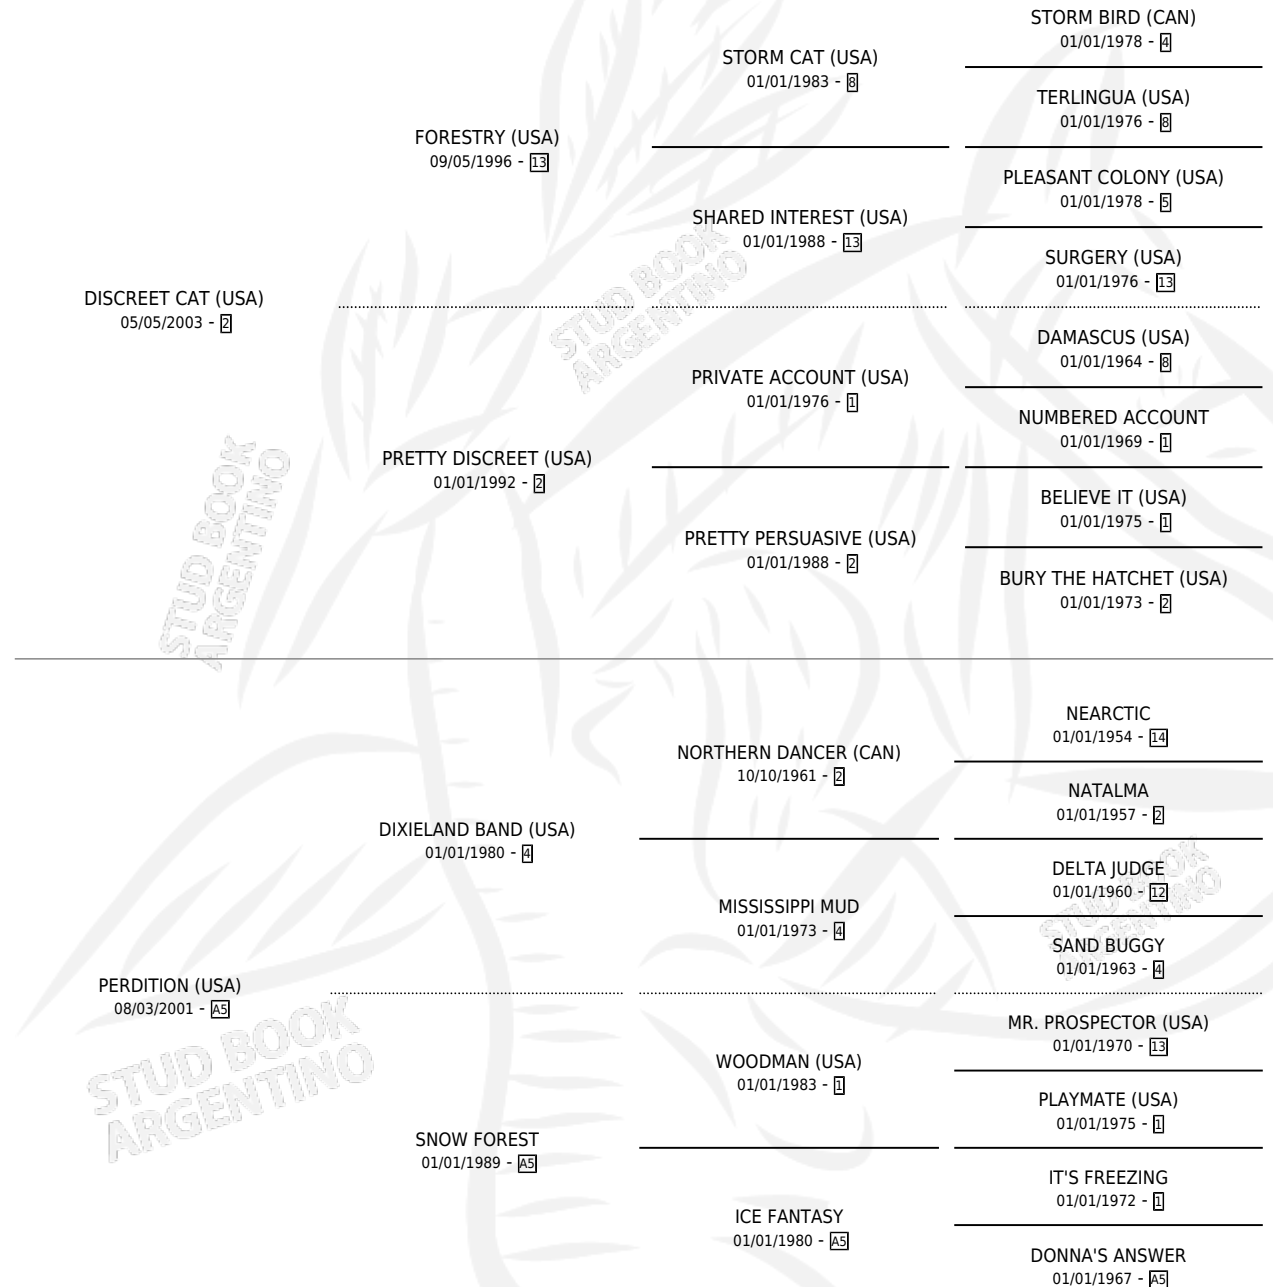 STORM BIRD (CAN)
01/01/1978 - 4
STORM CAT (USA)
01/01/1983 - 8
TERLINGUA (USA)
01/01/1976 - 8
FORESTRY (USA)
09/05/1996 - 13
PLEASANT COLONY (USA)
01/01/1978 - 5
SHARED INTEREST (USA)
01/01/1988 - 13
SURGERY (USA)
01/01/1976 - 13
DISCREET CAT (USA)
05/05/2003 - 2
STUD BOOK
ARGENTINO
DAMASCUS (USA)
01/01/1964 - 8
PRIVATE ACCOUNT (USA)
01/01/1976 - 1
NUMBERED ACCOUNT
01/01/1969 - 1
PRETTY DISCREET (USA)
01/01/1992 - 2
BELIEVE IT (USA)
01/01/1975 - 1
PRETTY PERSUASIVE (USA)
01/01/1988 - 2
BURY THE HATCHET (USA)
01/01/1973 - 2
STUD BOOK
ARGENTINO
NEARCTIC
01/01/1954 - 14
NORTHERN DANCER (CAN)
10/10/1961 - 2
NATALMA
01/01/1957 - 2
DIXIELAND BAND (USA)
01/01/1980 - 4
DELTA JUDGE
01/01/1960 - 12
MISSISSIPPI MUD
01/01/1973 - 4
STUD BOOK
ARGENTINO
SAND BUGGY
01/01/1963 - 4
PERDITION (USA)
08/03/2001 - A5
MR. PROSPECTOR (USA)
01/01/1970 - 13
WOODMAN (USA)
01/01/1983 - 1
STUD BOOK
ARGENTINO
PLAYMATE (USA)
01/01/1975 - 1
SNOW FOREST
01/01/1989 - A5
IT'S FREEZING
01/01/1972 - 1
ICE FANTASY
01/01/1980 - A5
DONNA'S ANSWER
01/01/1967 - A5